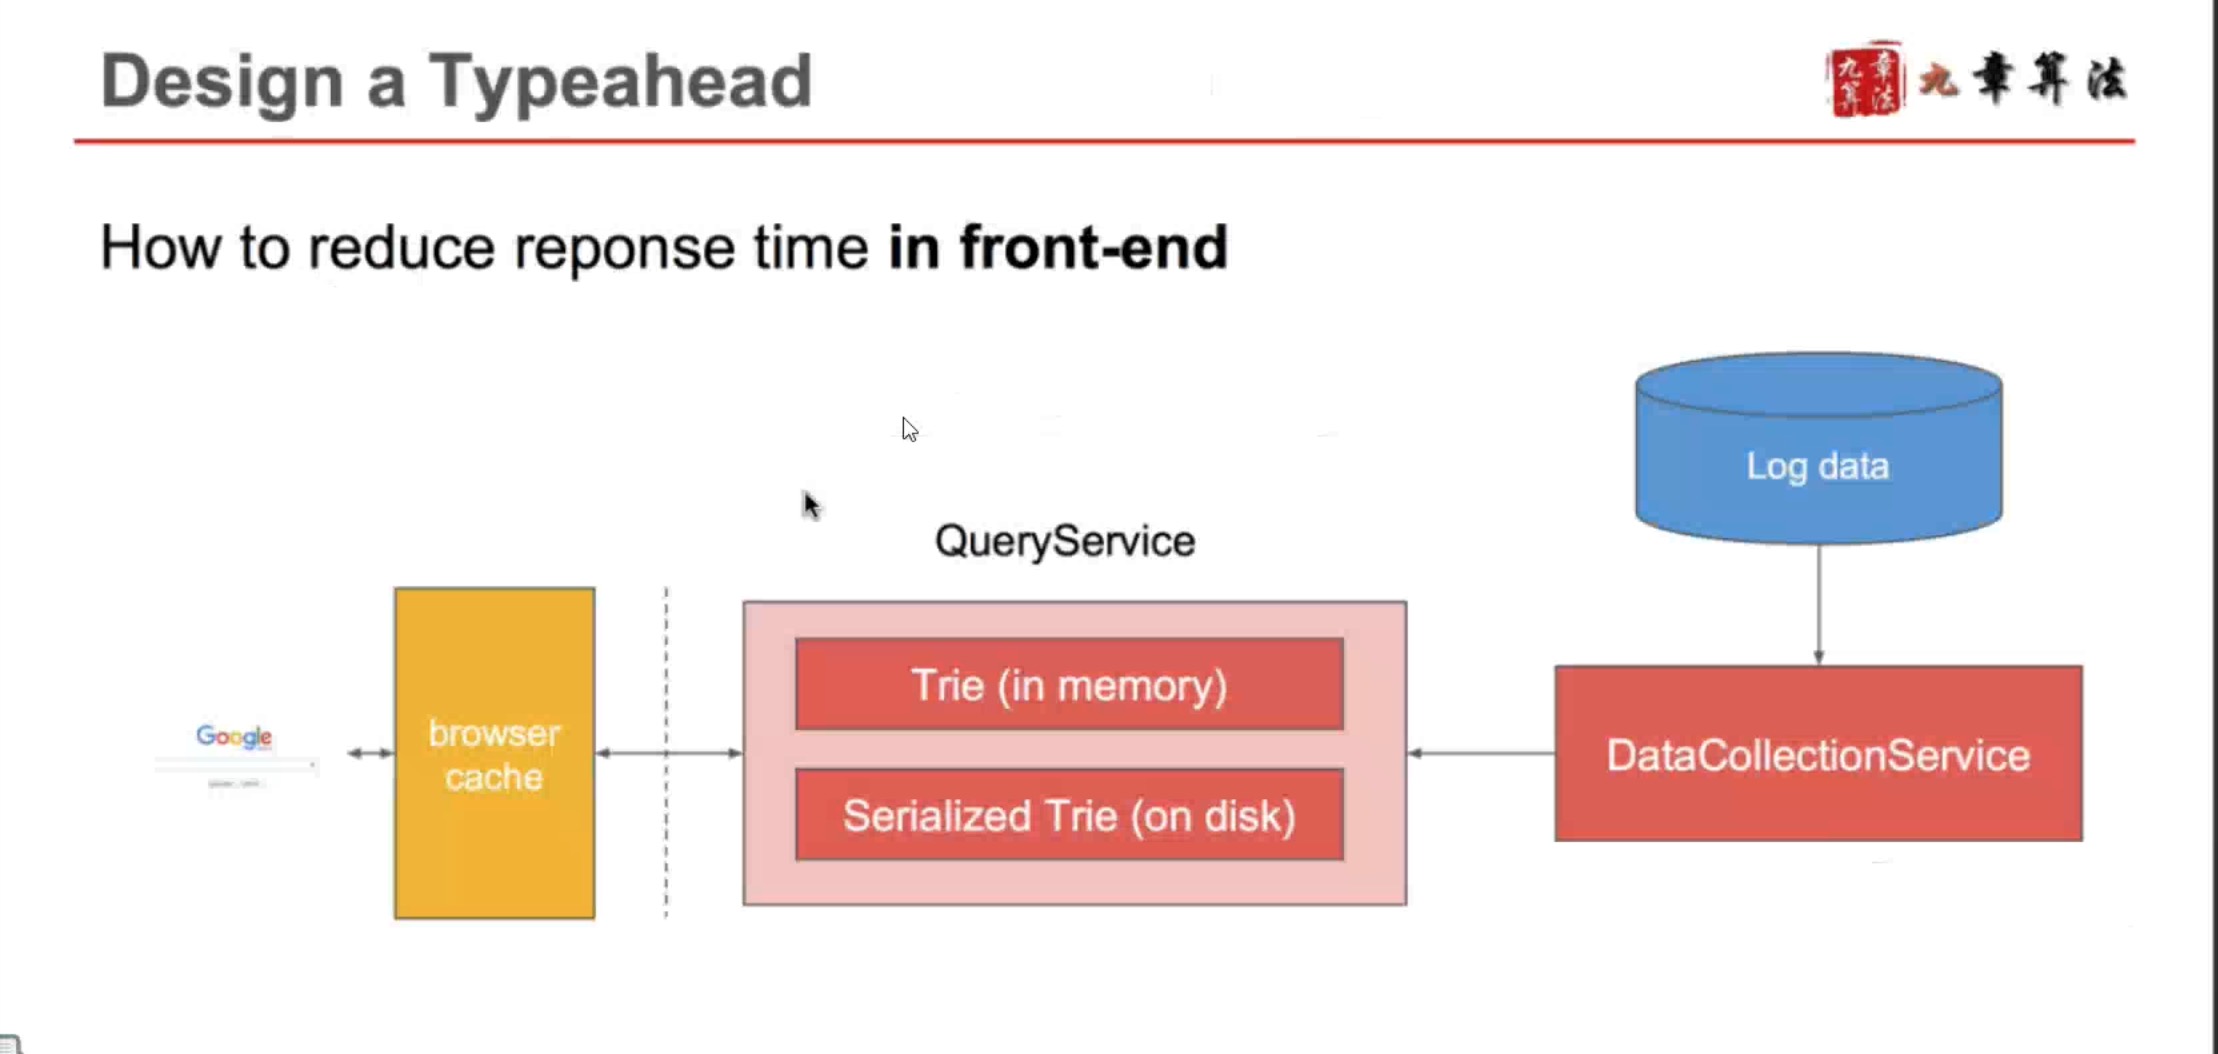 Design a Typeahead
九章算法
九章算法
How to reduce reponse time in front-end
Log data
QueryService
Trie (in memory)
Google
browser
cache
DataCollectionService
Serialized Trie (on disk)